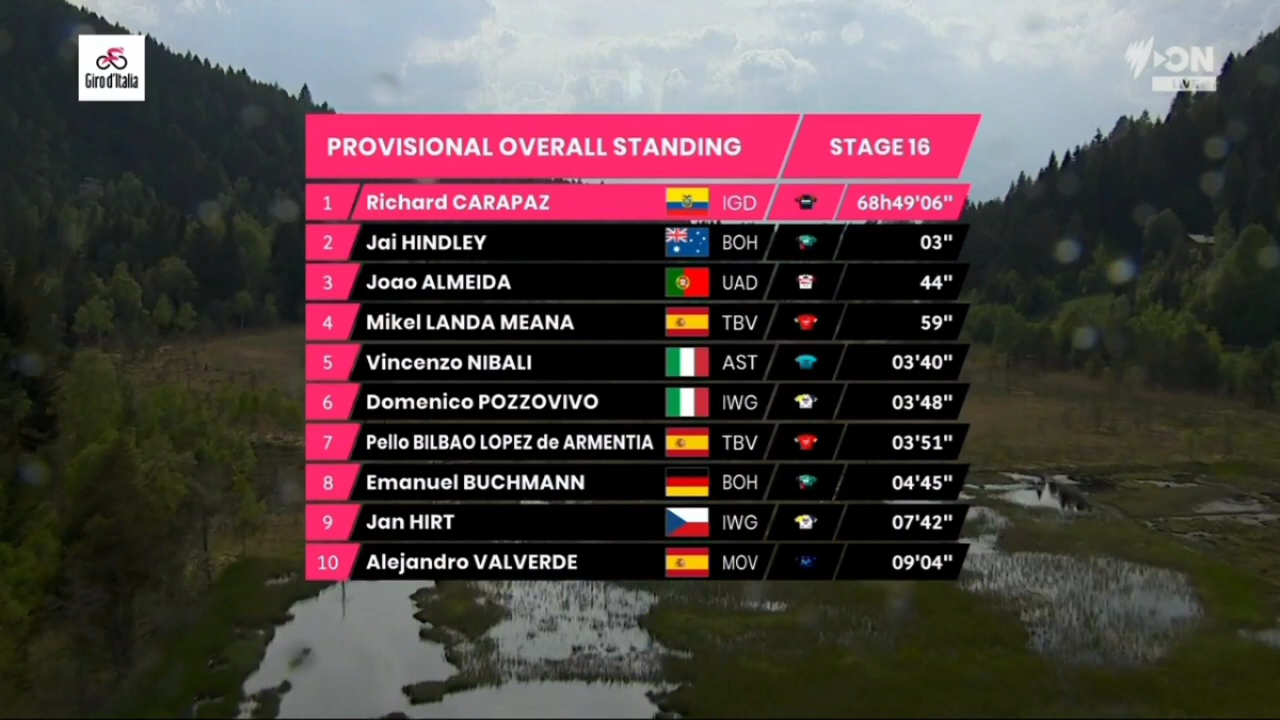 Giro d'Italia
ON
LIVE
PROVISIONAL OVERALL STANDING STAGE 16
1 Richard CARAPAZ IGD 68h49'06"
2 Jai HINDLEY BOH 03"
3 Joao ALMEIDA UAD 44"
4 Mikel LANDA MEANA TBV 59"
5 Vincenzo NIBALI AST 03'40"
6 Domenico POZZOVIVO IWG 03'48"
7 Pello BILBAO LOPEZ de ARMENTIA TBV 03'51"
8 Emanuel BUCHMANN BOH 04'45"
9 Jan HIRT IWG 07'42"
10 Alejandro VALVERDE MOV 09'04"